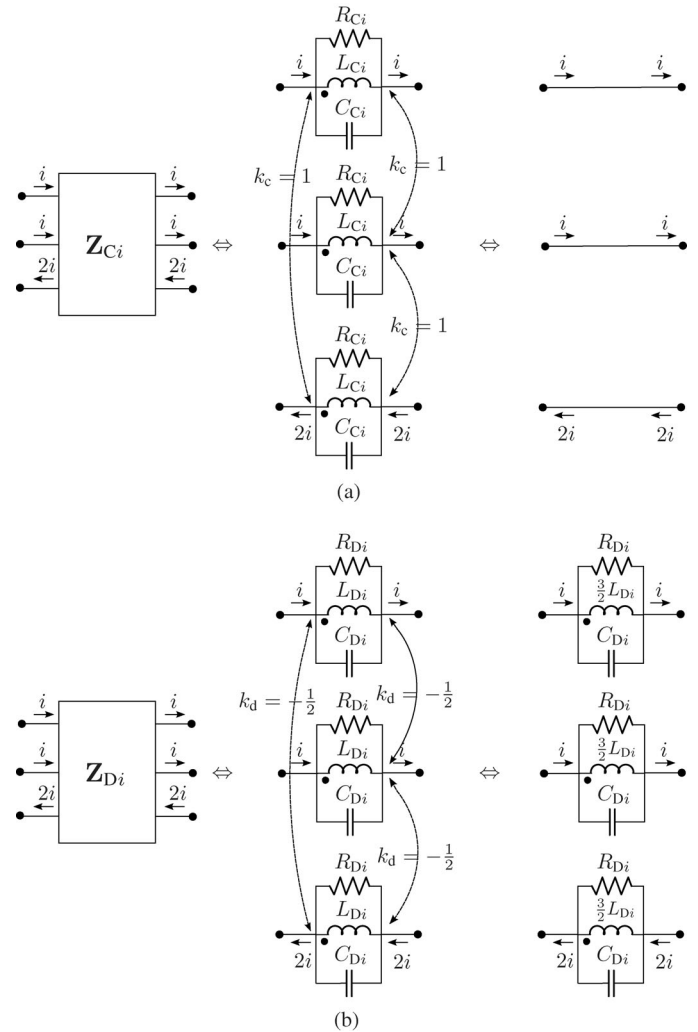 R_Ci
i L_Ci i i i
C_Ci
k_c = 1 k_c = 1
R_Ci
i i i L_Ci i i i
Z_Ci ⇔ ⇔
i i C_Ci
2i 2i
k_c = 1
R_Ci
L_Ci
2i C_Ci 2i 2i 2i
(a)
R_Di R_Di
i L_Di i i 3/2 L_Di i
C_Di C_Di
k_d = −1/2 k_d = −1/2
R_Di R_Di
i i i L_Di i i 3/2 L_Di i
Z_Di ⇔ ⇔
i i C_Di C_Di
2i 2i
k_d = −1/2
R_Di R_Di
L_Di 3/2 L_Di
2i C_Di 2i 2i C_Di 2i
(b)